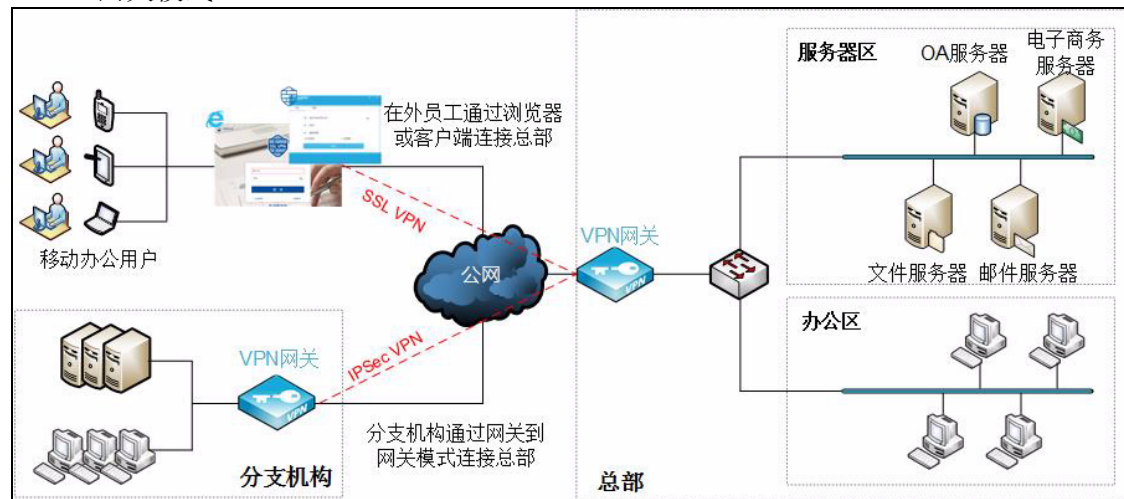 服务器区
OA服务器
电子商务
服务器
在外员工通过浏览器
或客户端连接总部
SSL VPN
移动办公用户
VPN网关
VPN
公网
文件服务器
邮件服务器
办公区
VPN网关
VPN
IPSec VPN
分支机构通过网关到
网关模式连接总部
分支机构
总部